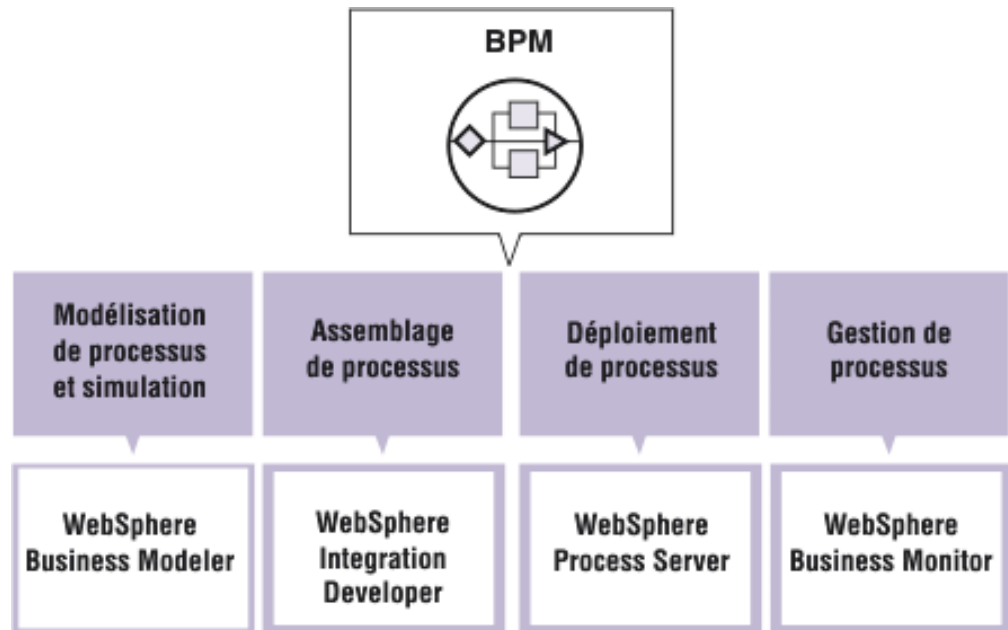 BPM
Modélisation
de processus
et simulation
Assemblage
de processus
Déploiement
de processus
Gestion de
processus
WebSphere
Business Modeler
WebSphere
Integration
Developer
WebSphere
Process Server
WebSphere
Business Monitor